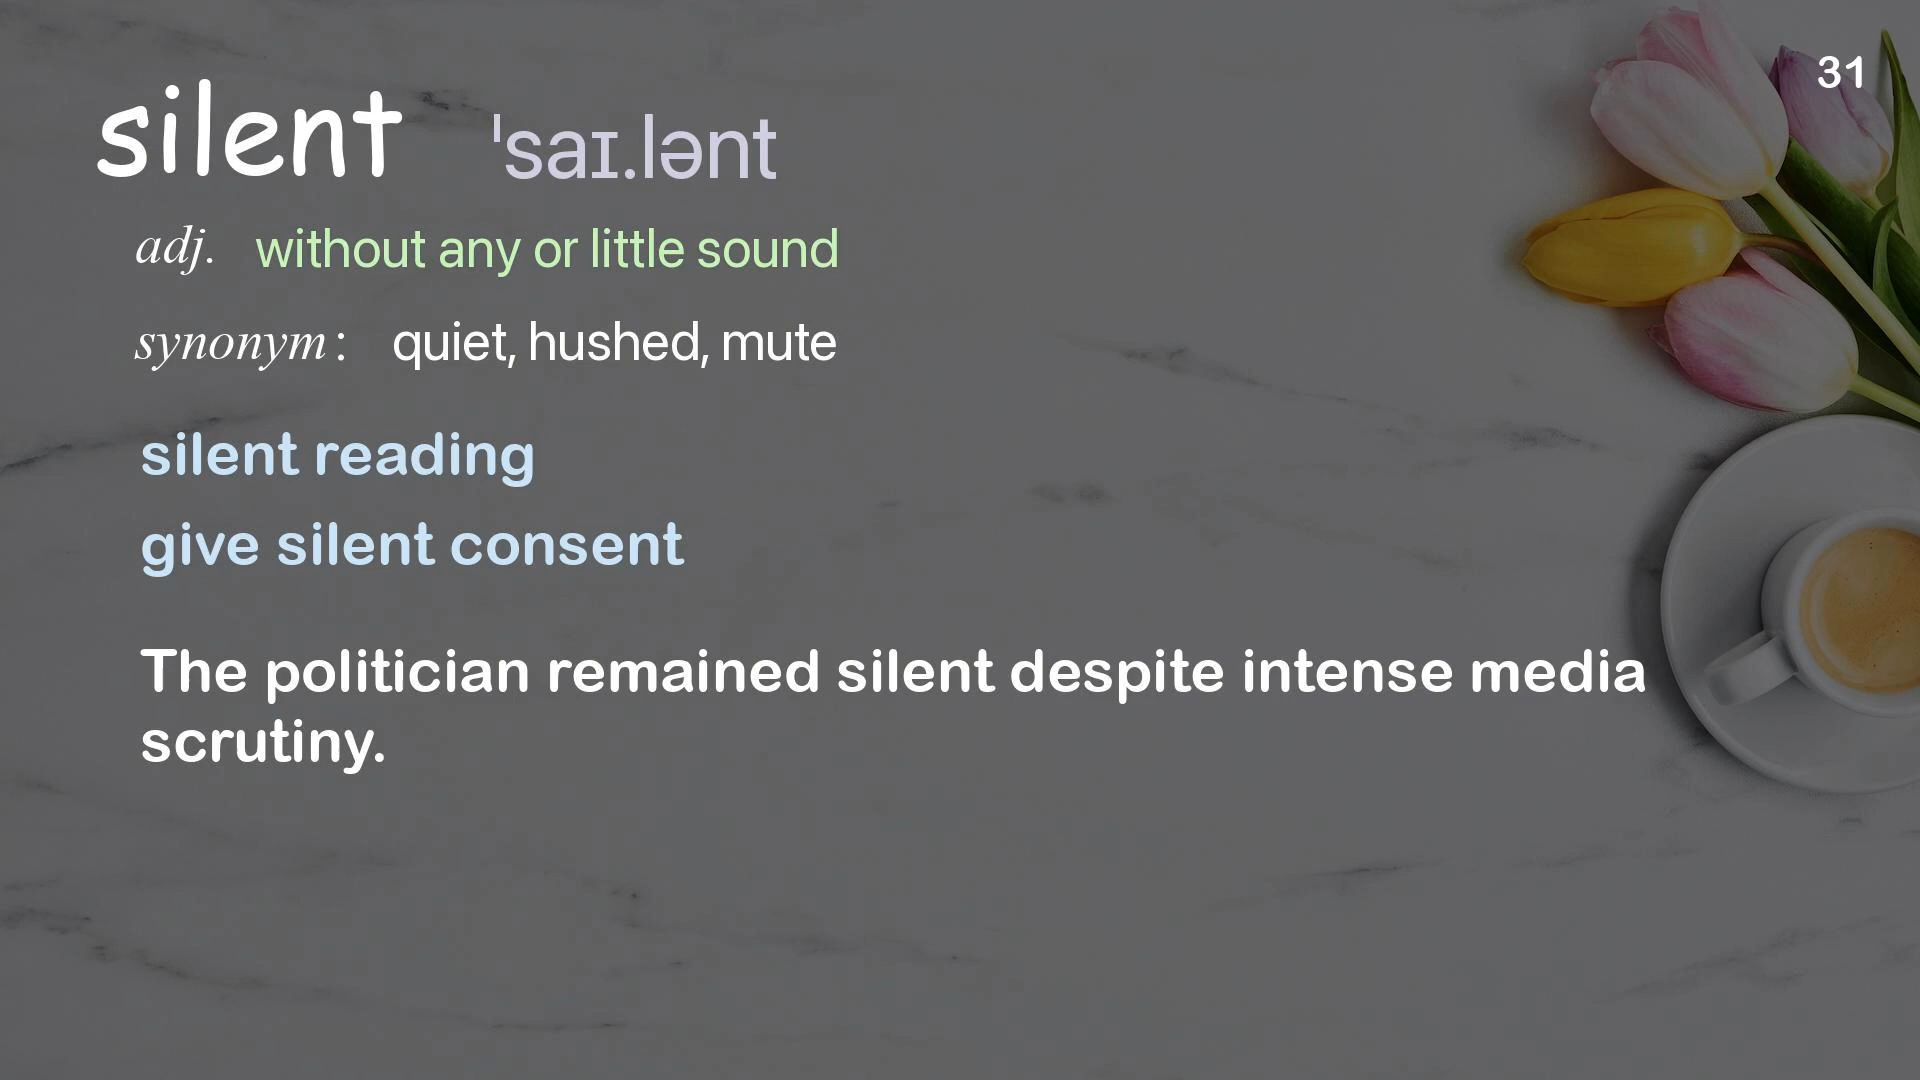 31
silent ˈsaɪ.lənt
adj. without any or little sound
synonym: quiet, hushed, mute
silent reading
give silent consent
The politician remained silent despite intense media
scrutiny.